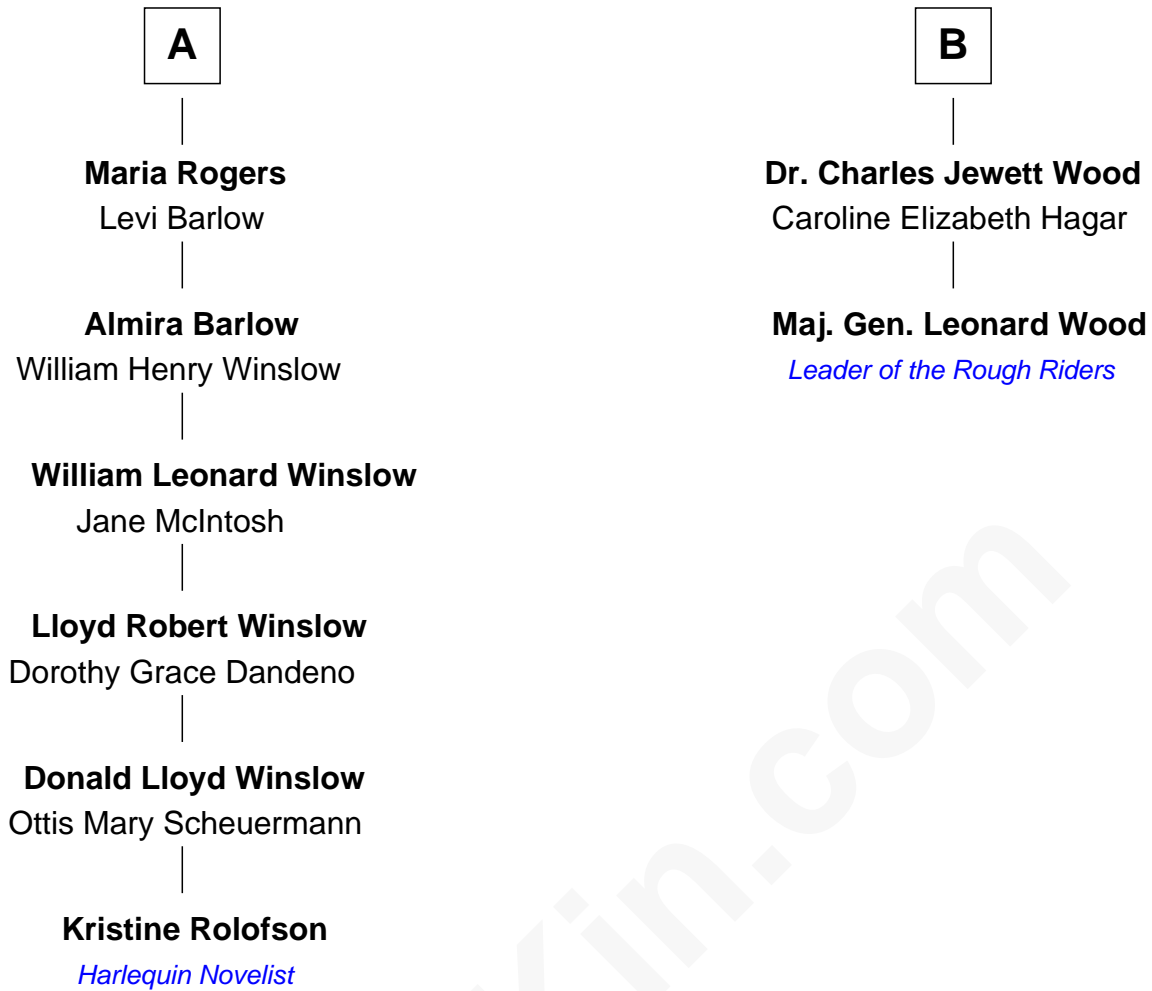 A
Maria Rogers
Levi Barlow
Almira Barlow
William Henry Winslow
William Leonard Winslow
Jane McIntosh
Lloyd Robert Winslow
Dorothy Grace Dandeno
Donald Lloyd Winslow
Ottis Mary Scheuermann
Kristine Rolofson
Harlequin Novelist
B
Dr. Charles Jewett Wood
Caroline Elizabeth Hagar
Maj. Gen. Leonard Wood
Leader of the Rough Riders
Kin.com